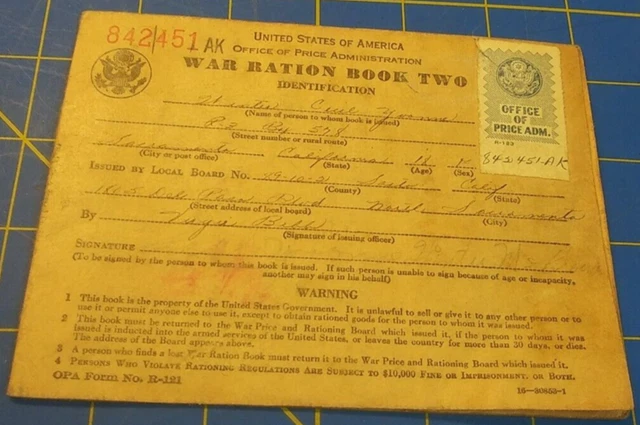 842451 AK
UNITED STATES OF AMERICA
OFFICE OF PRICE ADMINISTRATION
WAR RATION BOOK TWO
IDENTIFICATION
OFFICE
OF
PRICE ADM.
R-123
842451-AK
Yvonne
(Name of person to whom book is issued)
Box 578
(Street number or rural route)
Sacramento California 18
(City or post office) (State) (Age) (Sex)
ISSUED BY LOCAL BOARD NO. Calif
(County) (State)
Blvd North Sacramento
(Street address of local board) (City)
By
(Signature of issuing officer)
SIGNATURE
(To be signed by the person to whom this book is issued. If such person is unable to sign because of age or incapacity,
another may sign in his behalf)
WARNING
1 This book is the property of the United States Government. It is unlawful to sell or give it to any other person or to
use it or permit anyone else to use it, except to obtain rationed goods for the person to whom it was issued.
2 This book must be returned to the War Price and Rationing Board which issued it, if the person to whom it was
issued is inducted into the armed services of the United States, or leaves the country for more than 30 days, or dies.
The address of the Board appears above.
3 A person who finds a lost War Ration Book must return it to the War Price and Rationing Board which issued it.
4 PERSONS WHO VIOLATE RATIONING REGULATIONS ARE SUBJECT TO $10,000 FINE OR IMPRISONMENT, OR BOTH.
OPA Form No. R-121
16-30853-1